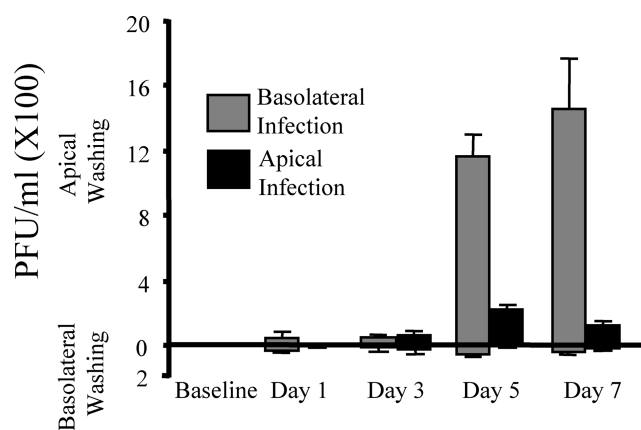 PFU/ml (X100)
Apical
Washing
Basolateral
Washing
20
16
12
8
4
0
2
Basolateral
Infection
Apical
Infection
Baseline Day 1 Day 3 Day 5 Day 7